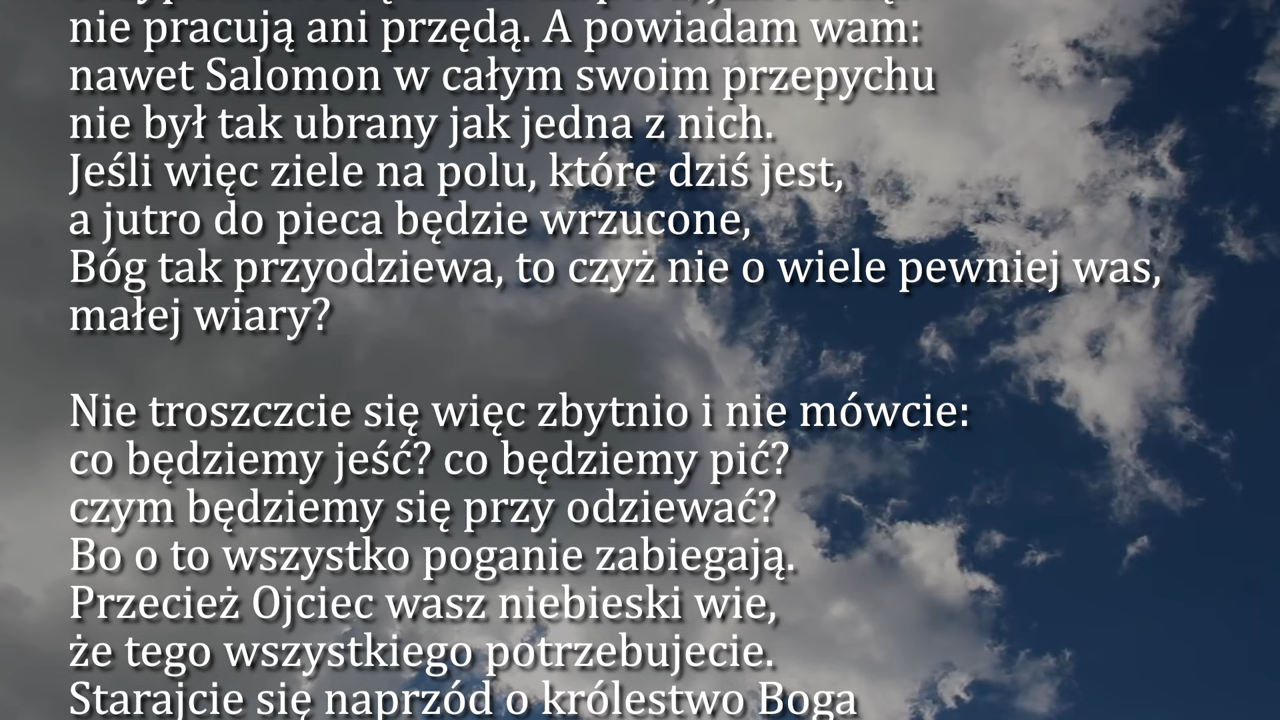 nie pracują ani przędą. A powiadam wam:
nawet Salomon w całym swoim przepychu
nie był tak ubrany jak jedna z nich.
Jeśli więc ziele na polu, które dziś jest,
a jutro do pieca będzie wrzucone,
Bóg tak przyodziewa, to czyż nie o wiele pewniej was,
małej wiary?
Nie troszczcie się więc zbytnio i nie mówcie:
co będziemy jeść? co będziemy pić?
czym będziemy się przy odziewać?
Bo o to wszystko poganie zabiegają.
Przecież Ojciec wasz niebieski wie,
że tego wszystkiego potrzebujecie.
Starajcie się naprzód o królestwo Boga